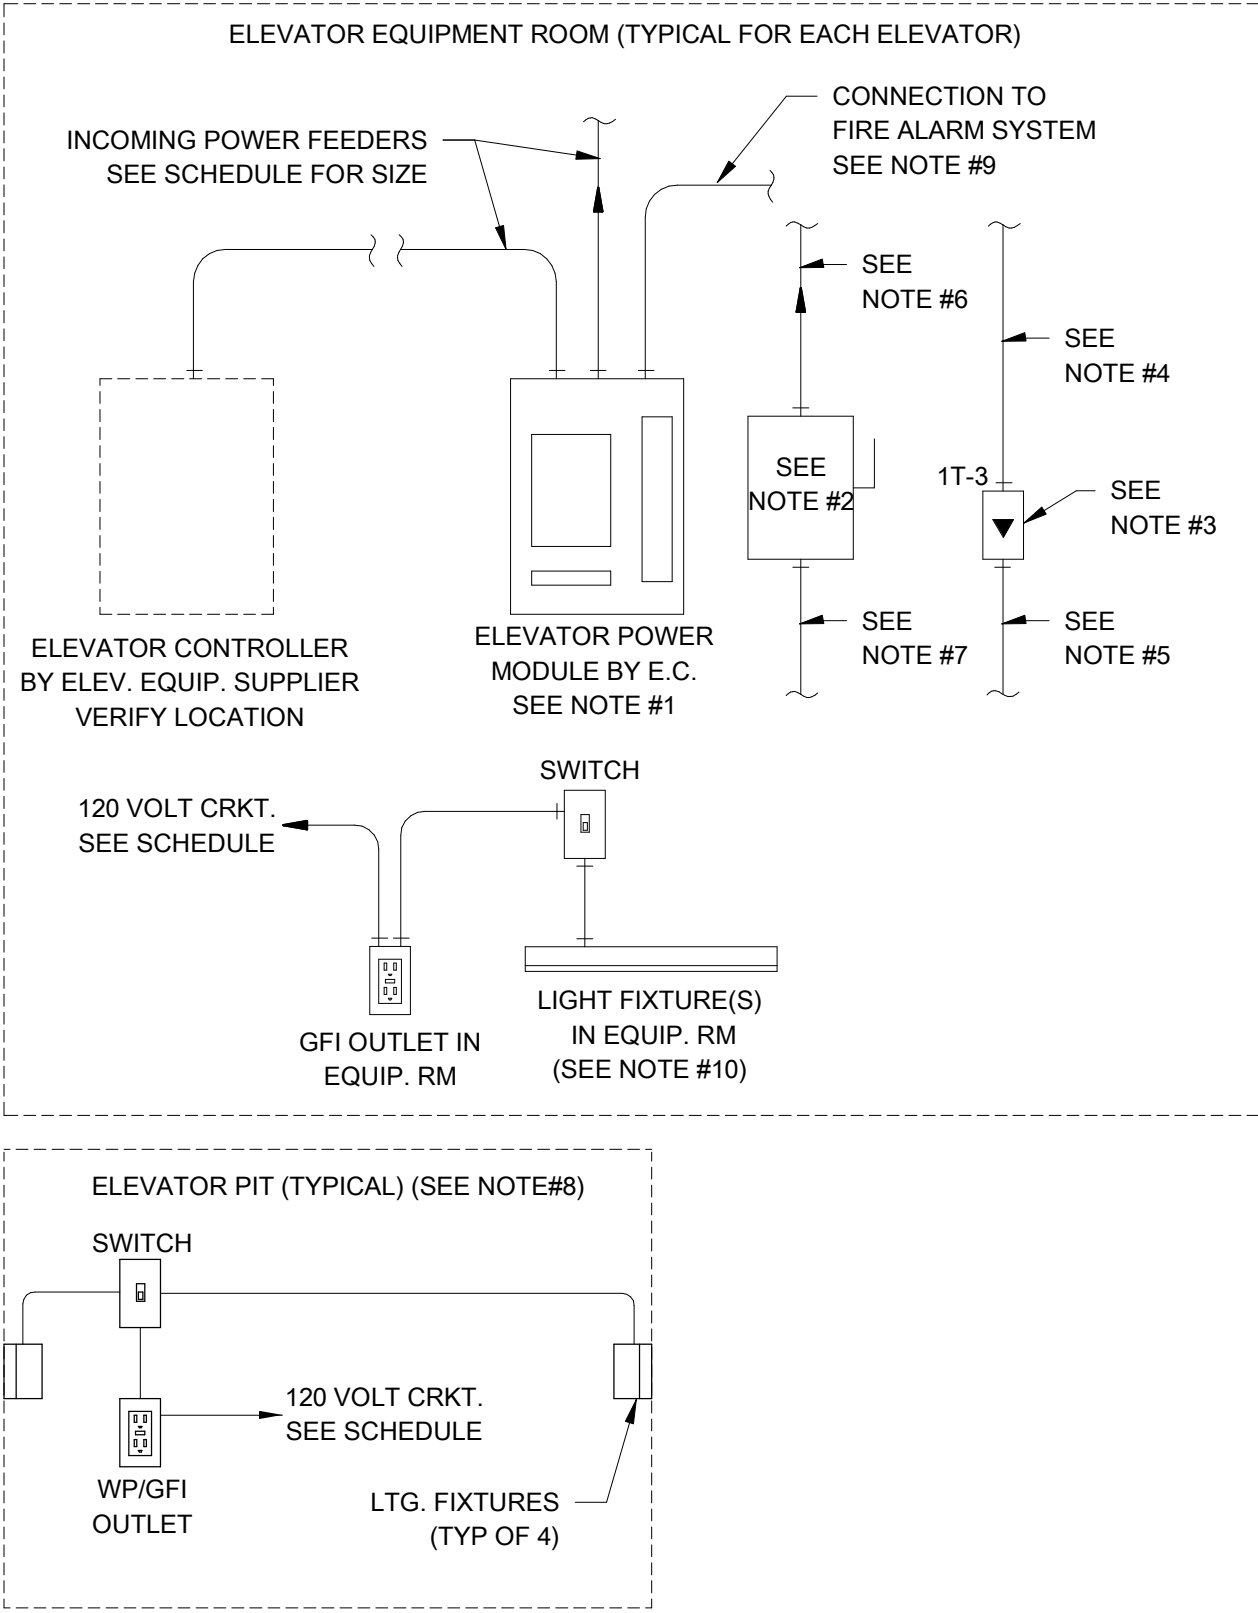 ELEVATOR EQUIPMENT ROOM (TYPICAL FOR EACH ELEVATOR)
INCOMING POWER FEEDERS
SEE SCHEDULE FOR SIZE
CONNECTION TO
FIRE ALARM SYSTEM
SEE NOTE #9
SEE
NOTE #6
SEE
NOTE #4
SEE
NOTE #2
1T-3
SEE
NOTE #3
ELEVATOR CONTROLLER
BY ELEV. EQUIP. SUPPLIER
VERIFY LOCATION
ELEVATOR POWER
MODULE BY E.C.
SEE NOTE #1
SEE
NOTE #7
SEE
NOTE #5
SWITCH
120 VOLT CRKT.
SEE SCHEDULE
GFI OUTLET IN
EQUIP. RM
LIGHT FIXTURE(S)
IN EQUIP. RM
(SEE NOTE #10)
ELEVATOR PIT (TYPICAL) (SEE NOTE#8)
SWITCH
120 VOLT CRKT.
SEE SCHEDULE
WP/GFI
OUTLET
LTG. FIXTURES
(TYP OF 4)